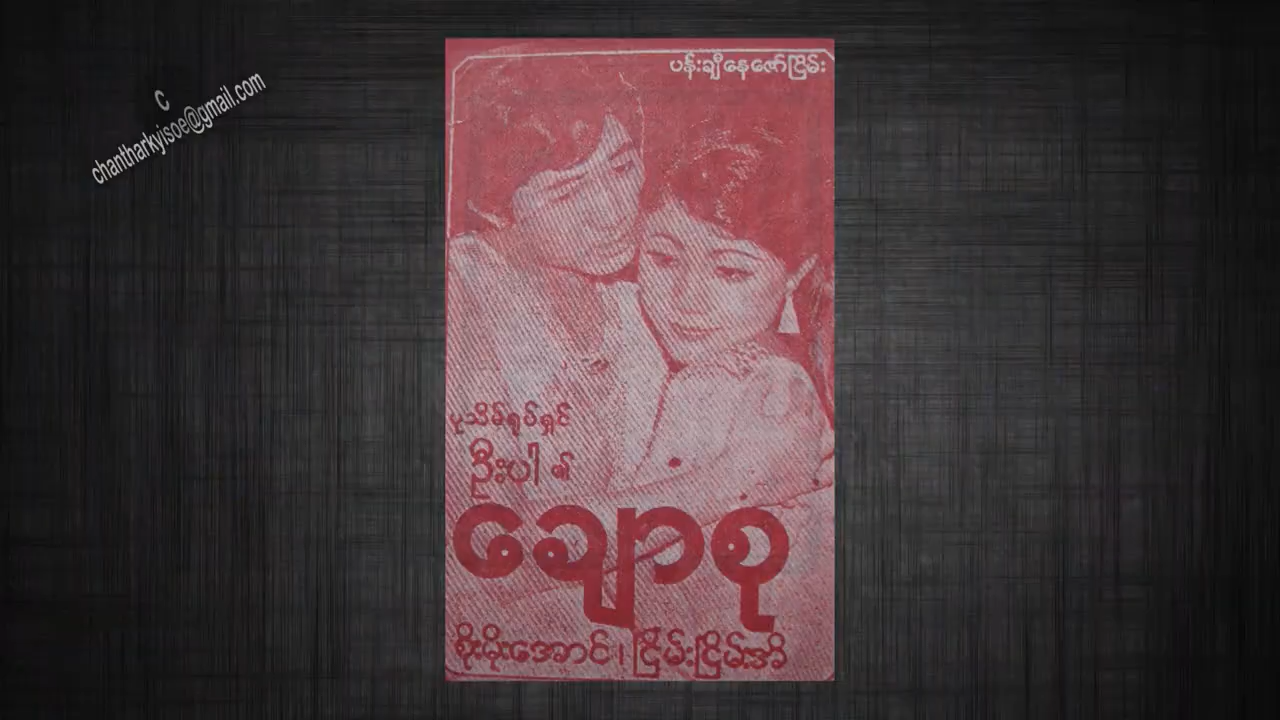 c
chantharkyisoe@gmail.com
ပန်းချီနေဇော်ငြိမ်း
ပုသိမ်ရုပ်ရှင်
ဦးပါ ၏
ချောစု
စိုးမိုးအောင်၊ ငြိမ်းငြိမ်းအိ